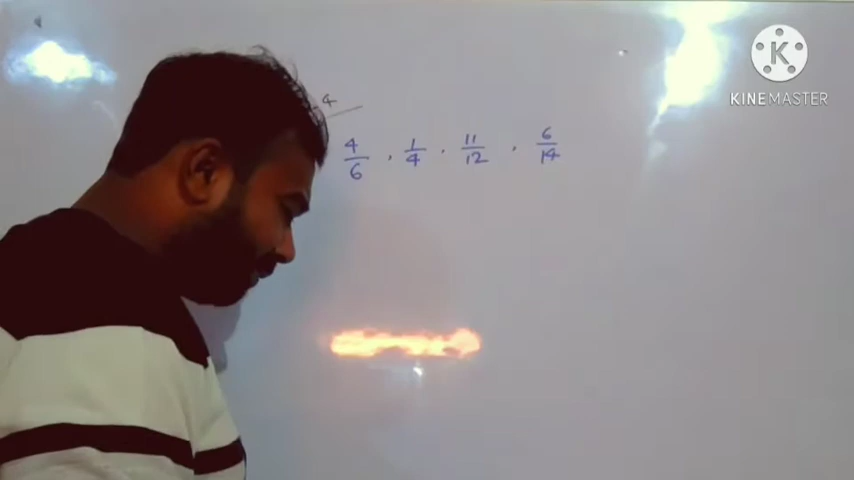 4/6 , 1/4 , 11/12 , 6/14
K
KINEMASTER